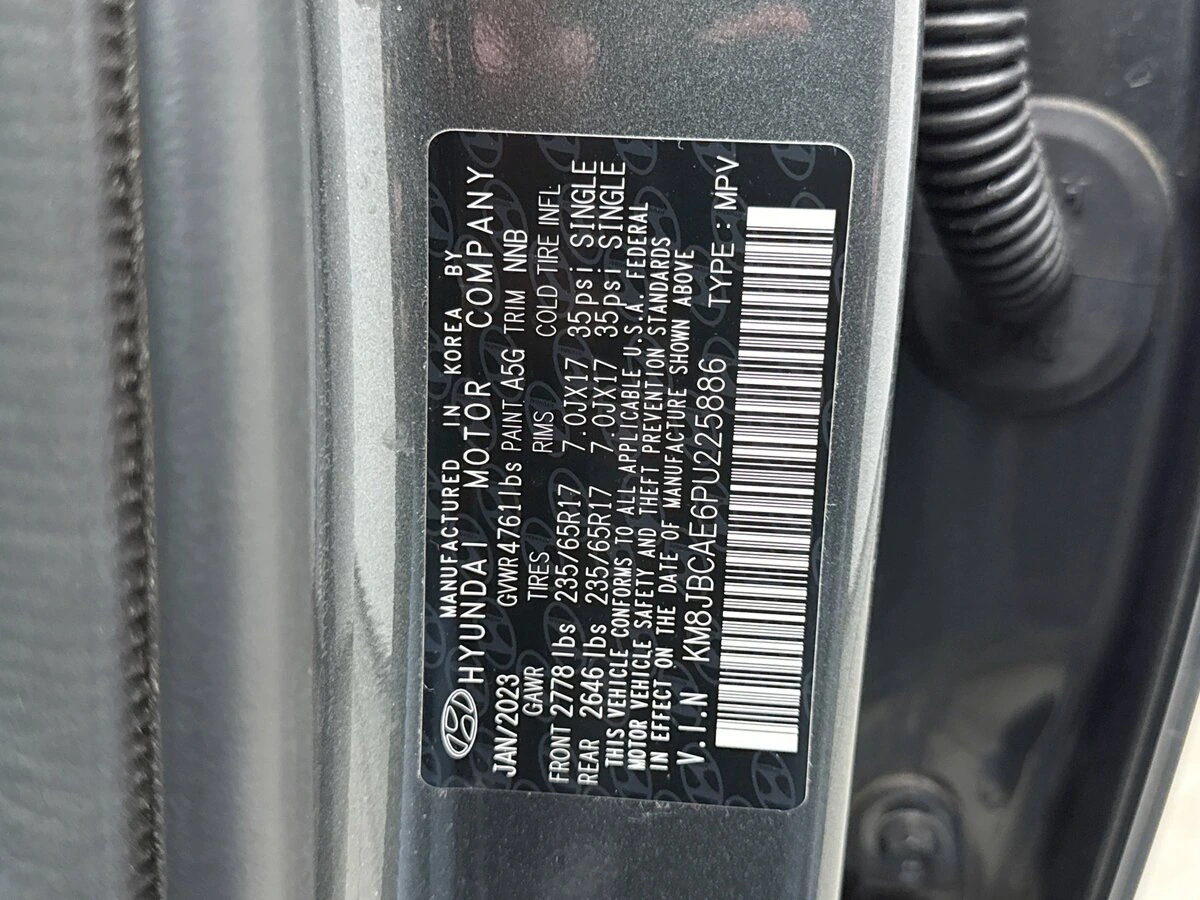 MANUFACTURED IN KOREA BY
HYUNDAI MOTOR COMPANY
JAN/2023 GVWR4761lbs PAINT A5G TRIM NNB
GAWR TIRES RIMS COLD TIRE INFL
FRONT 2778 lbs 235/65R17 7.0JX17 35psi SINGLE
REAR 2646 lbs 235/65R17 7.0JX17 35psi SINGLE
THIS VEHICLE CONFORMS TO ALL APPLICABLE U.S.A. FEDERAL
MOTOR VEHICLE SAFETY AND THEFT PREVENTION STANDARDS
IN EFFECT ON THE DATE OF MANUFACTURE SHOWN ABOVE
V.I.N KM8JBCAE6PU225886 TYPE : MPV